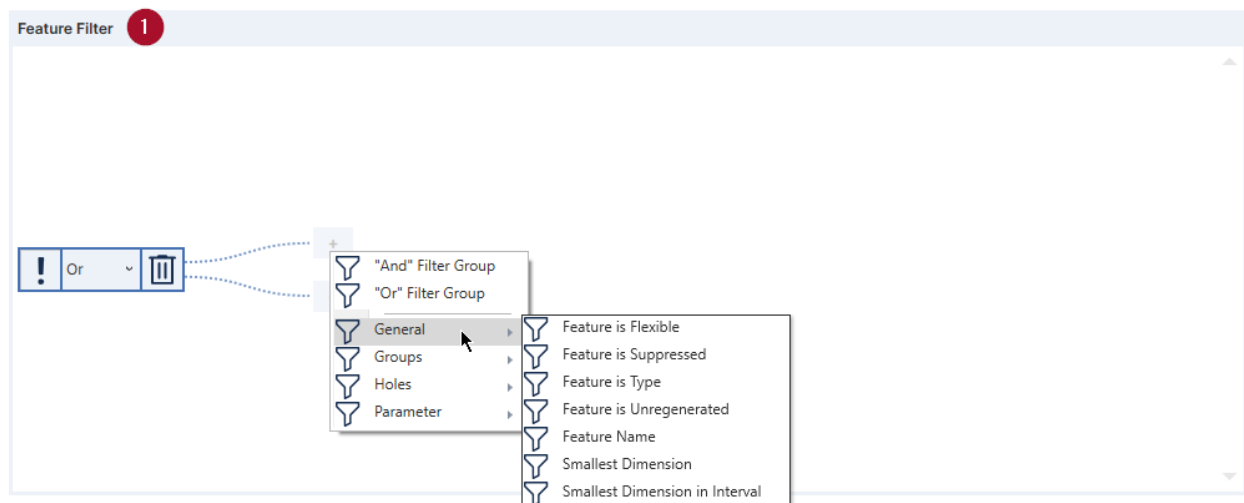 Feature Filter 1
+
! Or
"And" Filter Group
"Or" Filter Group
General
Groups
Holes
Parameter
Feature is Flexible
Feature is Suppressed
Feature is Type
Feature is Unregenerated
Feature Name
Smallest Dimension
Smallest Dimension in Interval